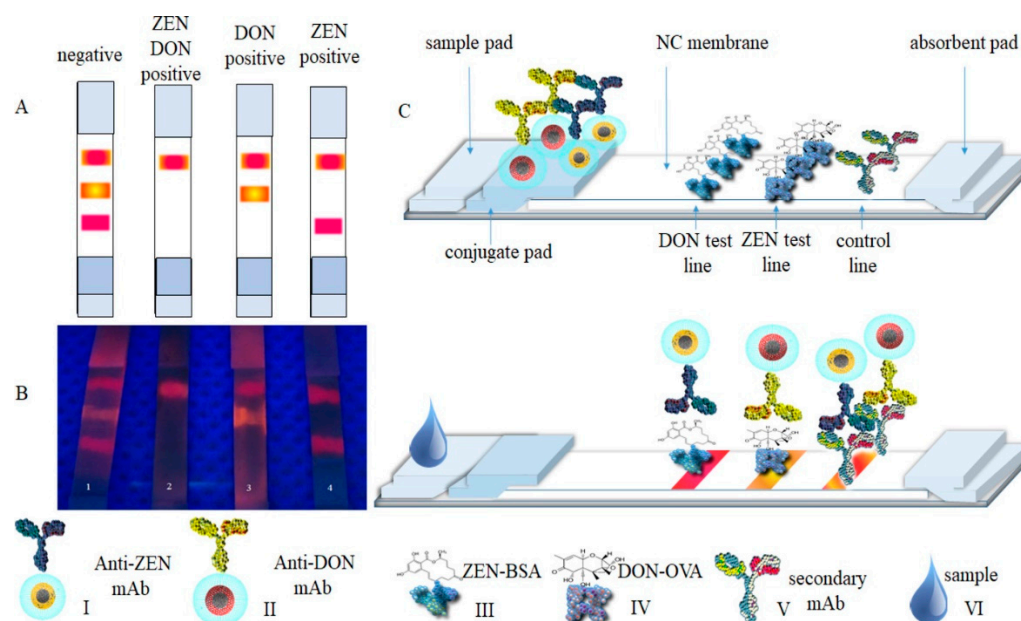 negative
ZEN
DON
positive
DON
positive
ZEN
positive
A
B
1
2
3
4
C
sample pad
NC membrane
absorbent pad
conjugate pad
DON test
line
ZEN test
line
control
line
Anti-ZEN
mAb
I
Anti-DON
mAb
II
ZEN-BSA
III
DON-OVA
IV
secondary
mAb
V
sample
VI